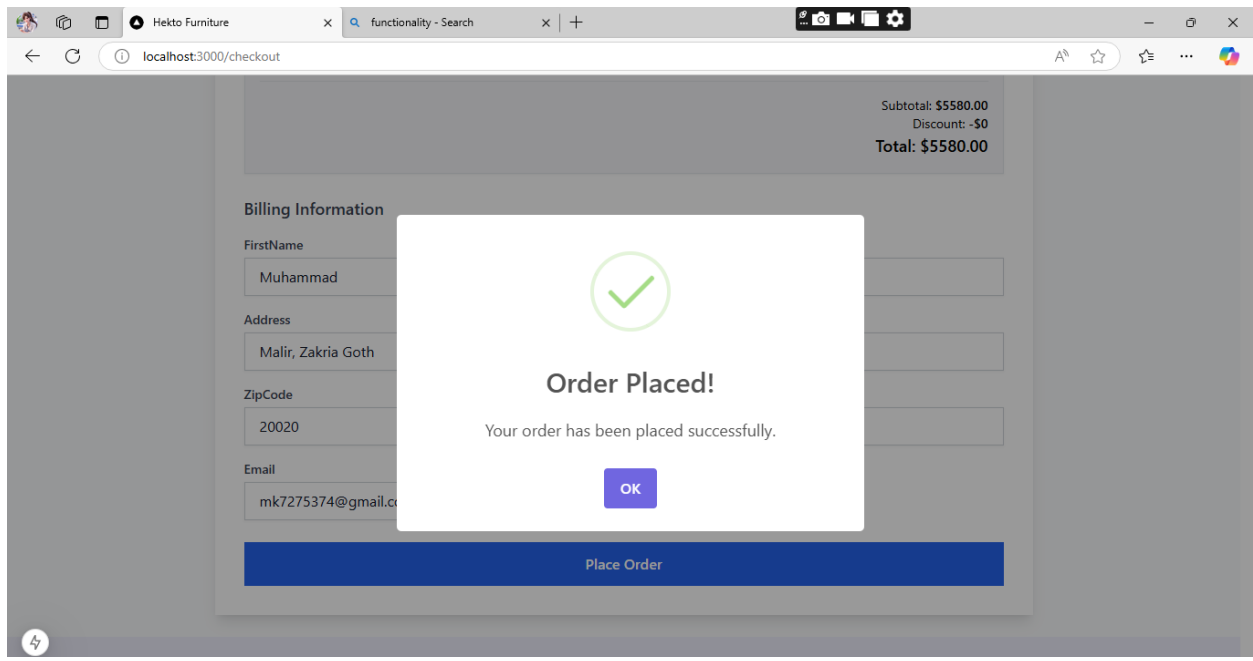 Hekto Furniture
functionality - Search
localhost:3000/checkout
Subtotal: $5580.00
Discount: -$0
Total: $5580.00
Billing Information
FirstName
Muhammad
Address
Malir, Zakria Goth
ZipCode
20020
Email
mk7275374@gmail.co
Order Placed!
Your order has been placed successfully.
OK
Place Order